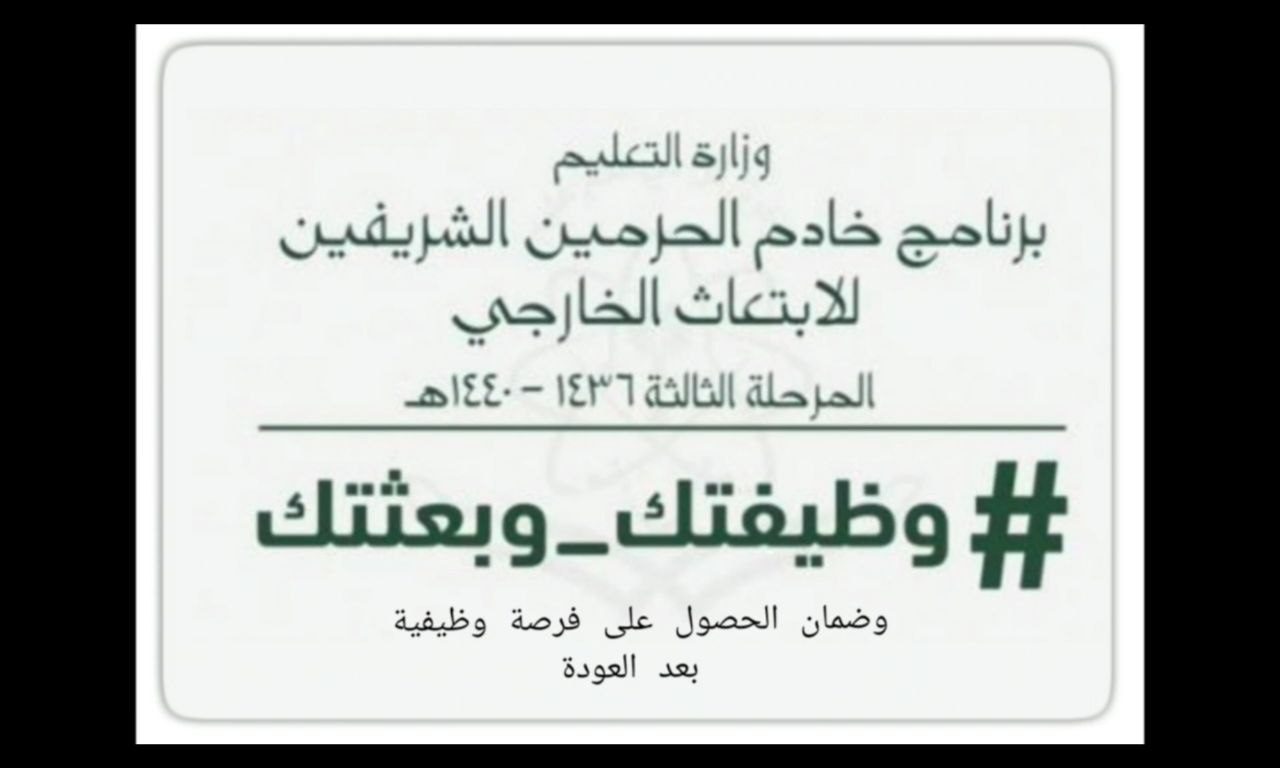 وزارة التعليم
برنامج خادم الحرمين الشريفين
للابتعاث الخارجي
المرحلة الثالثة ١٤٣٦ – ١٤٤٠هـ
#وظيفتك_وبعثتك
وضمان الحصول على فرصة وظيفية
بعد العودة